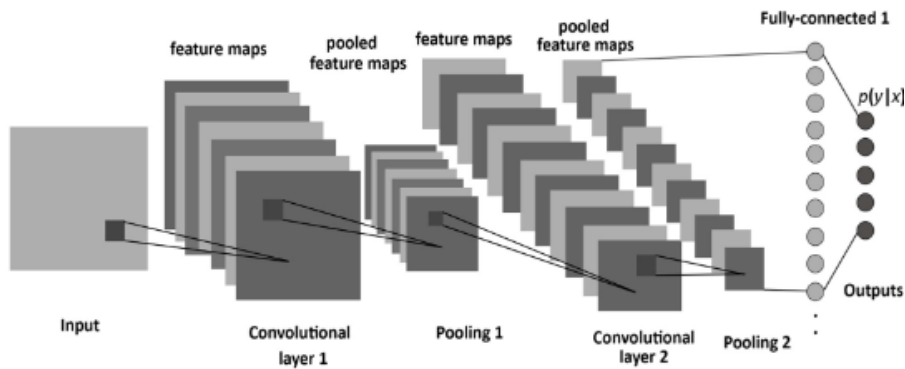 Fully-connected 1
feature maps
pooled
feature maps
feature maps
pooled
feature maps
p(y|x)
Input
Convolutional
layer 1
Pooling 1
Convolutional
layer 2
Pooling 2
Outputs